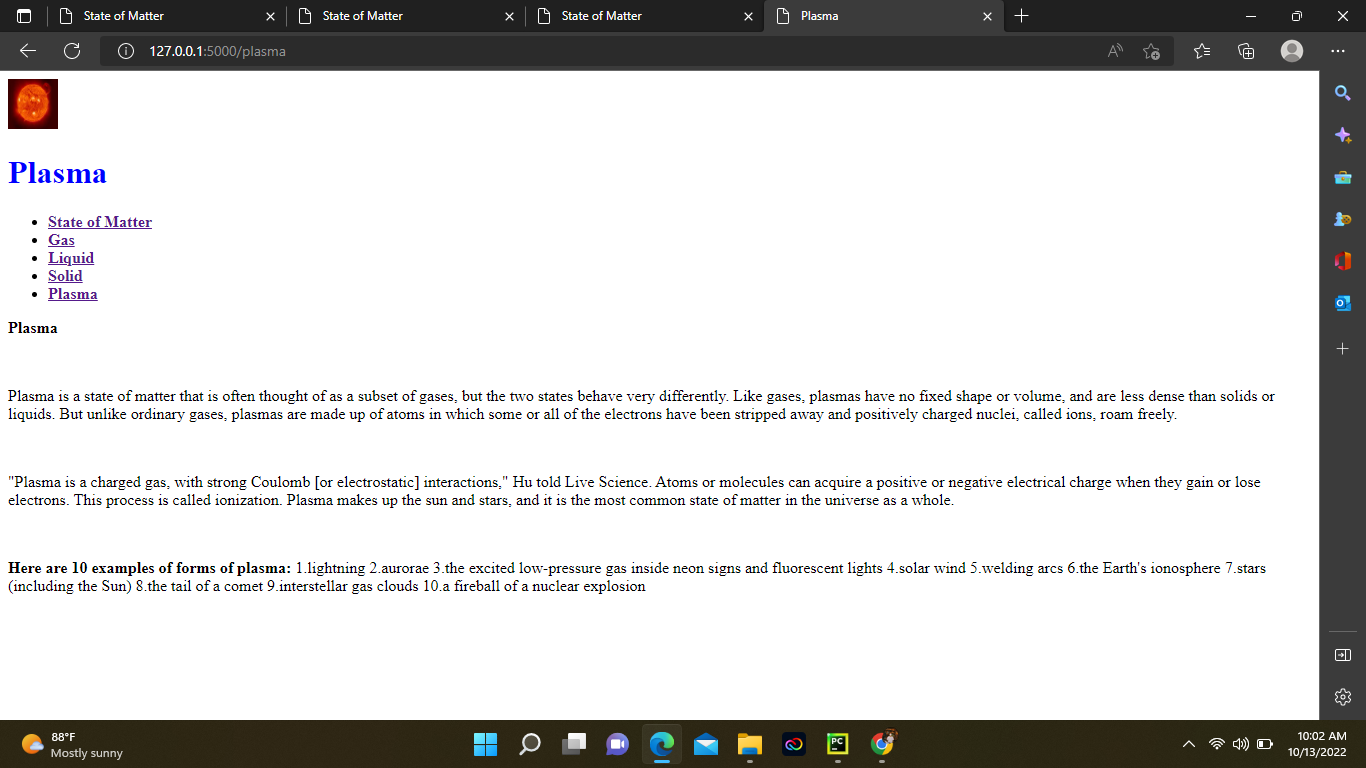 State of Matter
State of Matter
State of Matter
Plasma
127.0.0.1:5000/plasma
Plasma
State of Matter
Gas
Liquid
Solid
Plasma
Plasma
Plasma is a state of matter that is often thought of as a subset of gases, but the two states behave very differently. Like gases, plasmas have no fixed shape or volume, and are less dense than solids or
liquids. But unlike ordinary gases, plasmas are made up of atoms in which some or all of the electrons have been stripped away and positively charged nuclei, called ions, roam freely.
"Plasma is a charged gas, with strong Coulomb [or electrostatic] interactions," Hu told Live Science. Atoms or molecules can acquire a positive or negative electrical charge when they gain or lose
electrons. This process is called ionization. Plasma makes up the sun and stars, and it is the most common state of matter in the universe as a whole.
Here are 10 examples of forms of plasma: 1.lightning 2.aurorae 3.the excited low-pressure gas inside neon signs and fluorescent lights 4.solar wind 5.welding arcs 6.the Earth's ionosphere 7.stars
(including the Sun) 8.the tail of a comet 9.interstellar gas clouds 10.a fireball of a nuclear explosion
88°F
Mostly sunny
PC
10:02 AM
10/13/2022